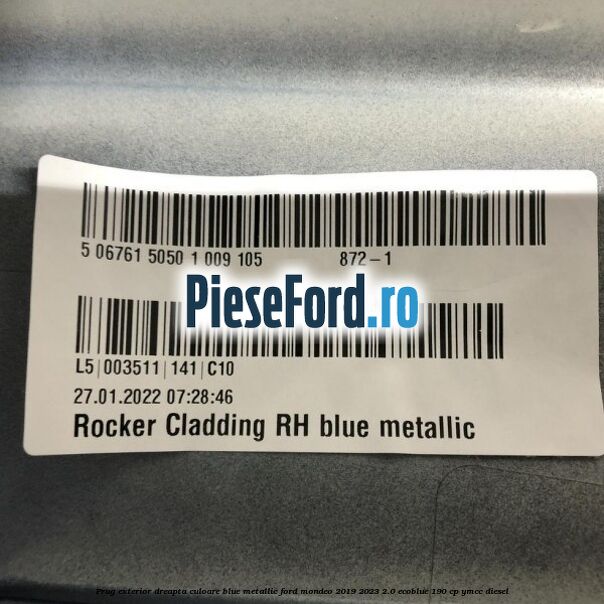 5 06761 5050 1 009 105 872-1
PieseFord.ro
L5|003511|141|C10
27.01.2022 07:28:46
Rocker Cladding RH blue metallic
Prag exterior dreapta culoare blue metallic ford mondeo 2019 2023 2.0 ecoblue 190 cp ymcc diesel